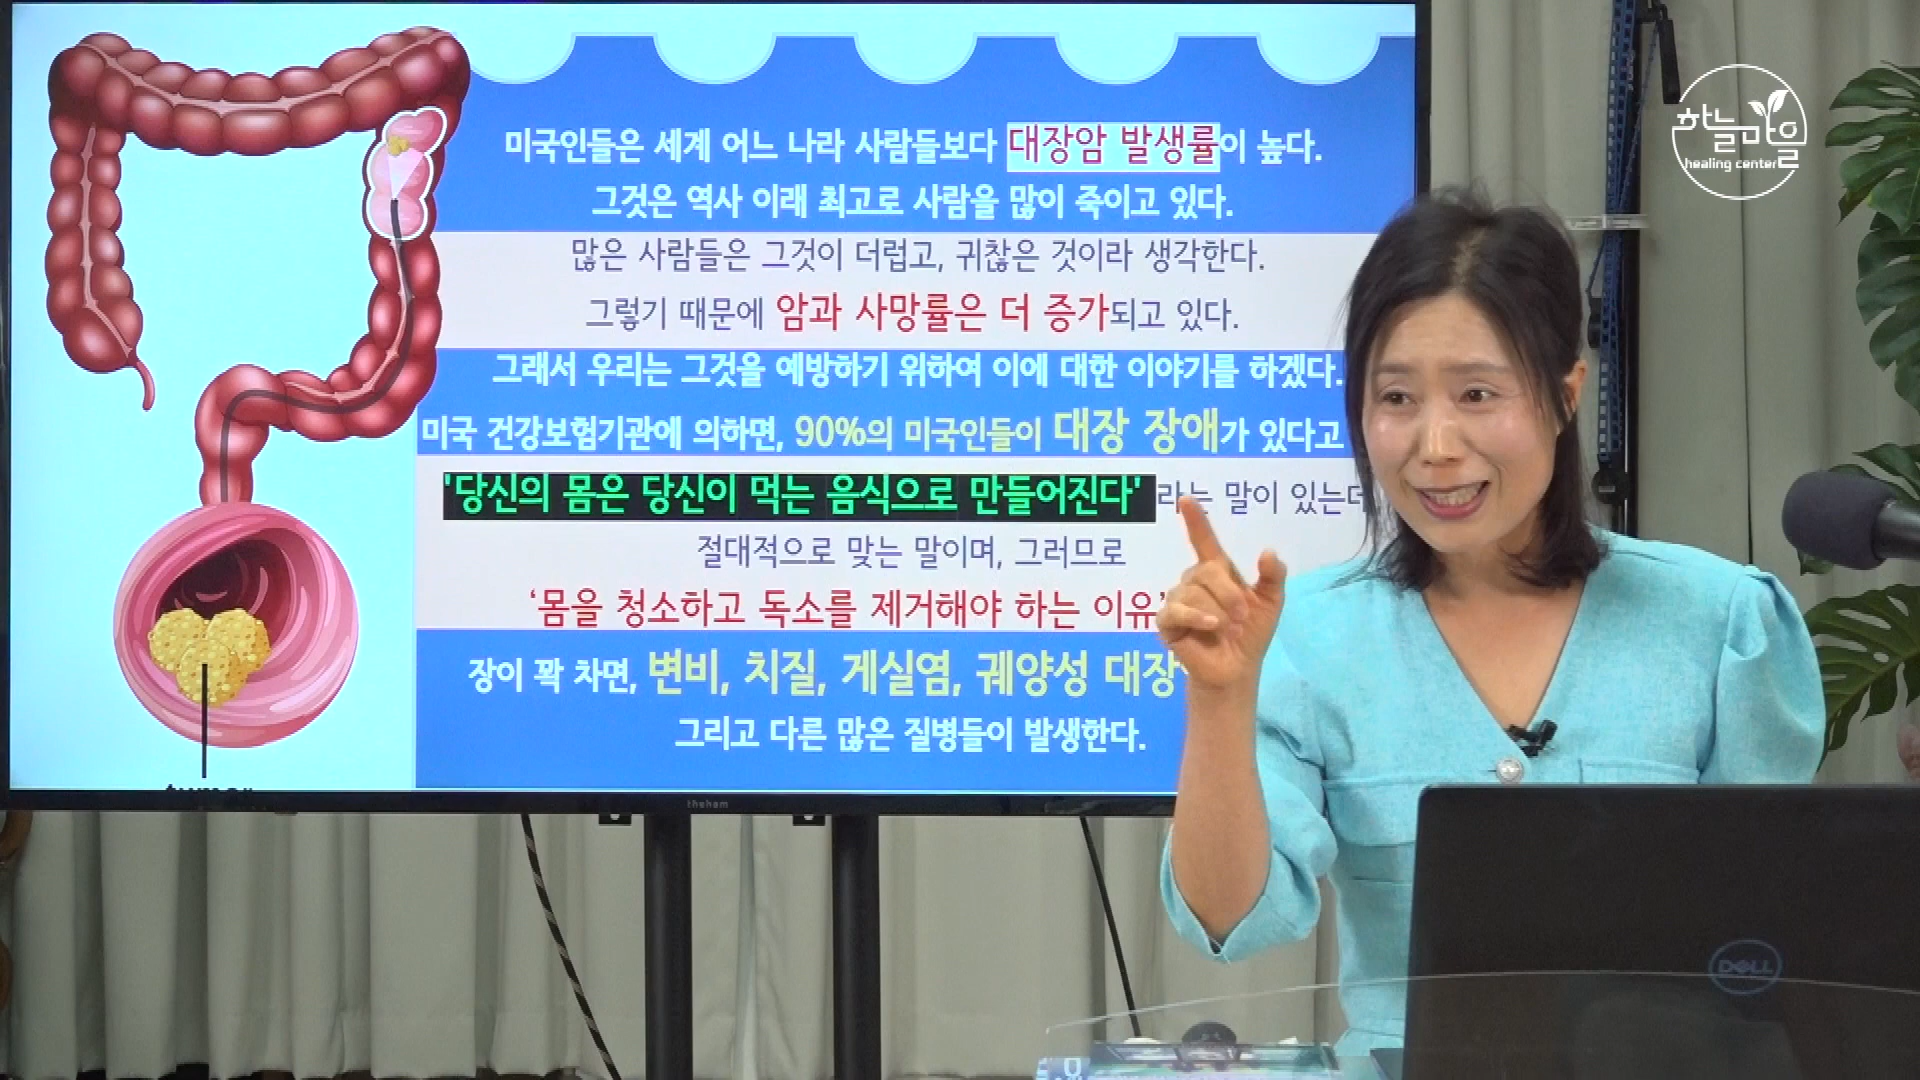 미국인들은 세계 어느 나라 사람들보다 대장암 발생률이 높다.
그것은 역사 이래 최고로 사람을 많이 죽이고 있다.
많은 사람들은 그것이 더럽고, 귀찮은 것이라 생각한다.
그렇기 때문에 암과 사망률은 더 증가되고 있다.
그래서 우리는 그것을 예방하기 위하여 이에 대한 이야기를 하겠다.
미국 건강보험기관에 의하면, 90%의 미국인들이 대장 장애가 있다고
'당신의 몸은 당신이 먹는 음식으로 만들어진다' 라는 말이 있는데
절대적으로 맞는 말이며, 그러므로
‘몸을 청소하고 독소를 제거해야 하는 이유’
장이 꽉 차면, 변비, 치질, 게실염, 궤양성 대장
그리고 다른 많은 질병들이 발생한다.
하늘마을
healing center
theham
DELL